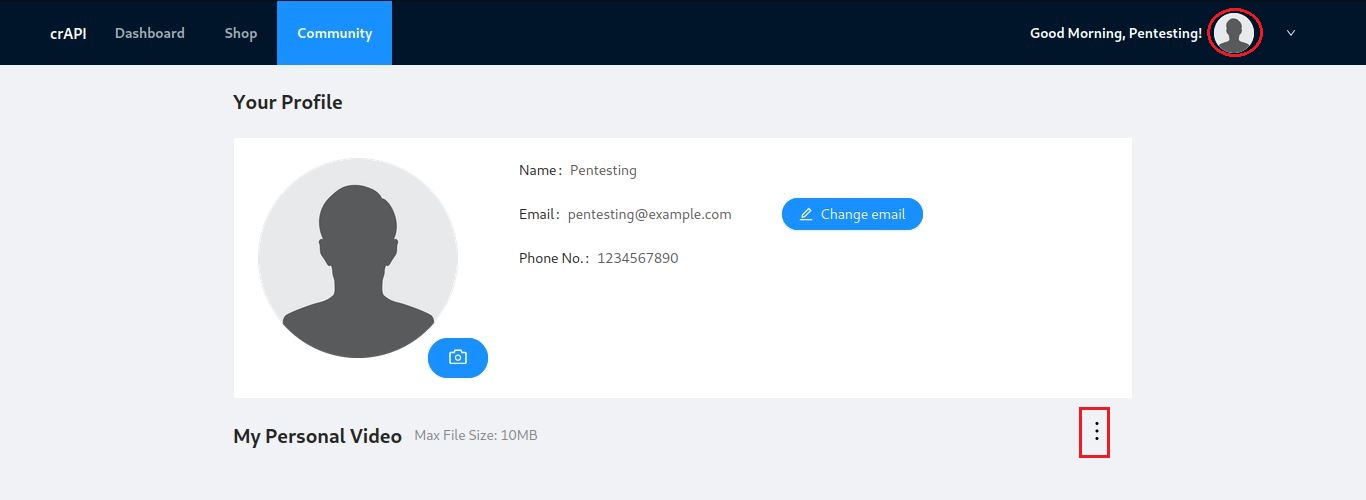 crAPI Dashboard Shop Community Good Morning, Pentesting!
Your Profile
Name: Pentesting
Email: pentesting@example.com Change email
Phone No.: 1234567890
My Personal Video Max File Size: 10MB